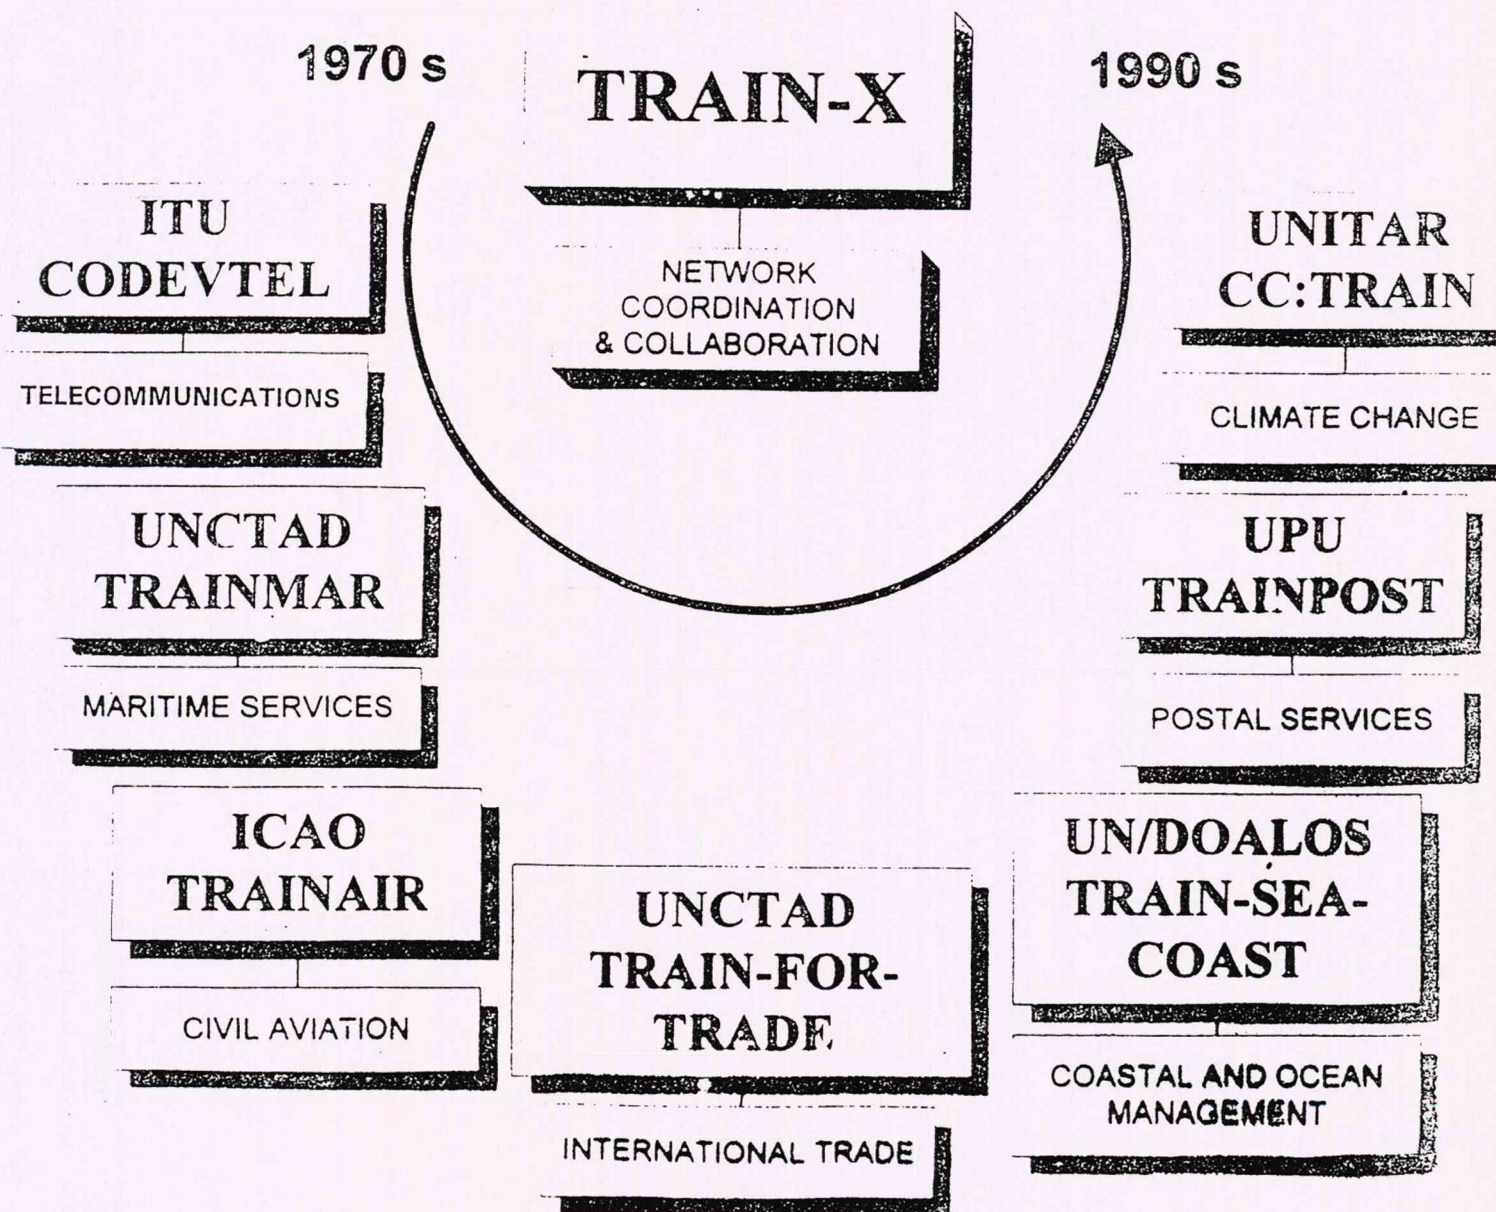 1970 s
TRAIN-X
1990 s
NETWORK
COORDINATION
& COLLABORATION
ITU
CODEVTEL
TELECOMMUNICATIONS
UNCTAD
TRAINMAR
MARITIME SERVICES
ICAO
TRAINAIR
CIVIL AVIATION
UNCTAD
TRAIN-FOR-
TRADE
INTERNATIONAL TRADE
UN/DOALOS
TRAIN-SEA-
COAST
COASTAL AND OCEAN
MANAGEMENT
UPU
TRAINPOST
POSTAL SERVICES
UNITAR
CC:TRAIN
CLIMATE CHANGE